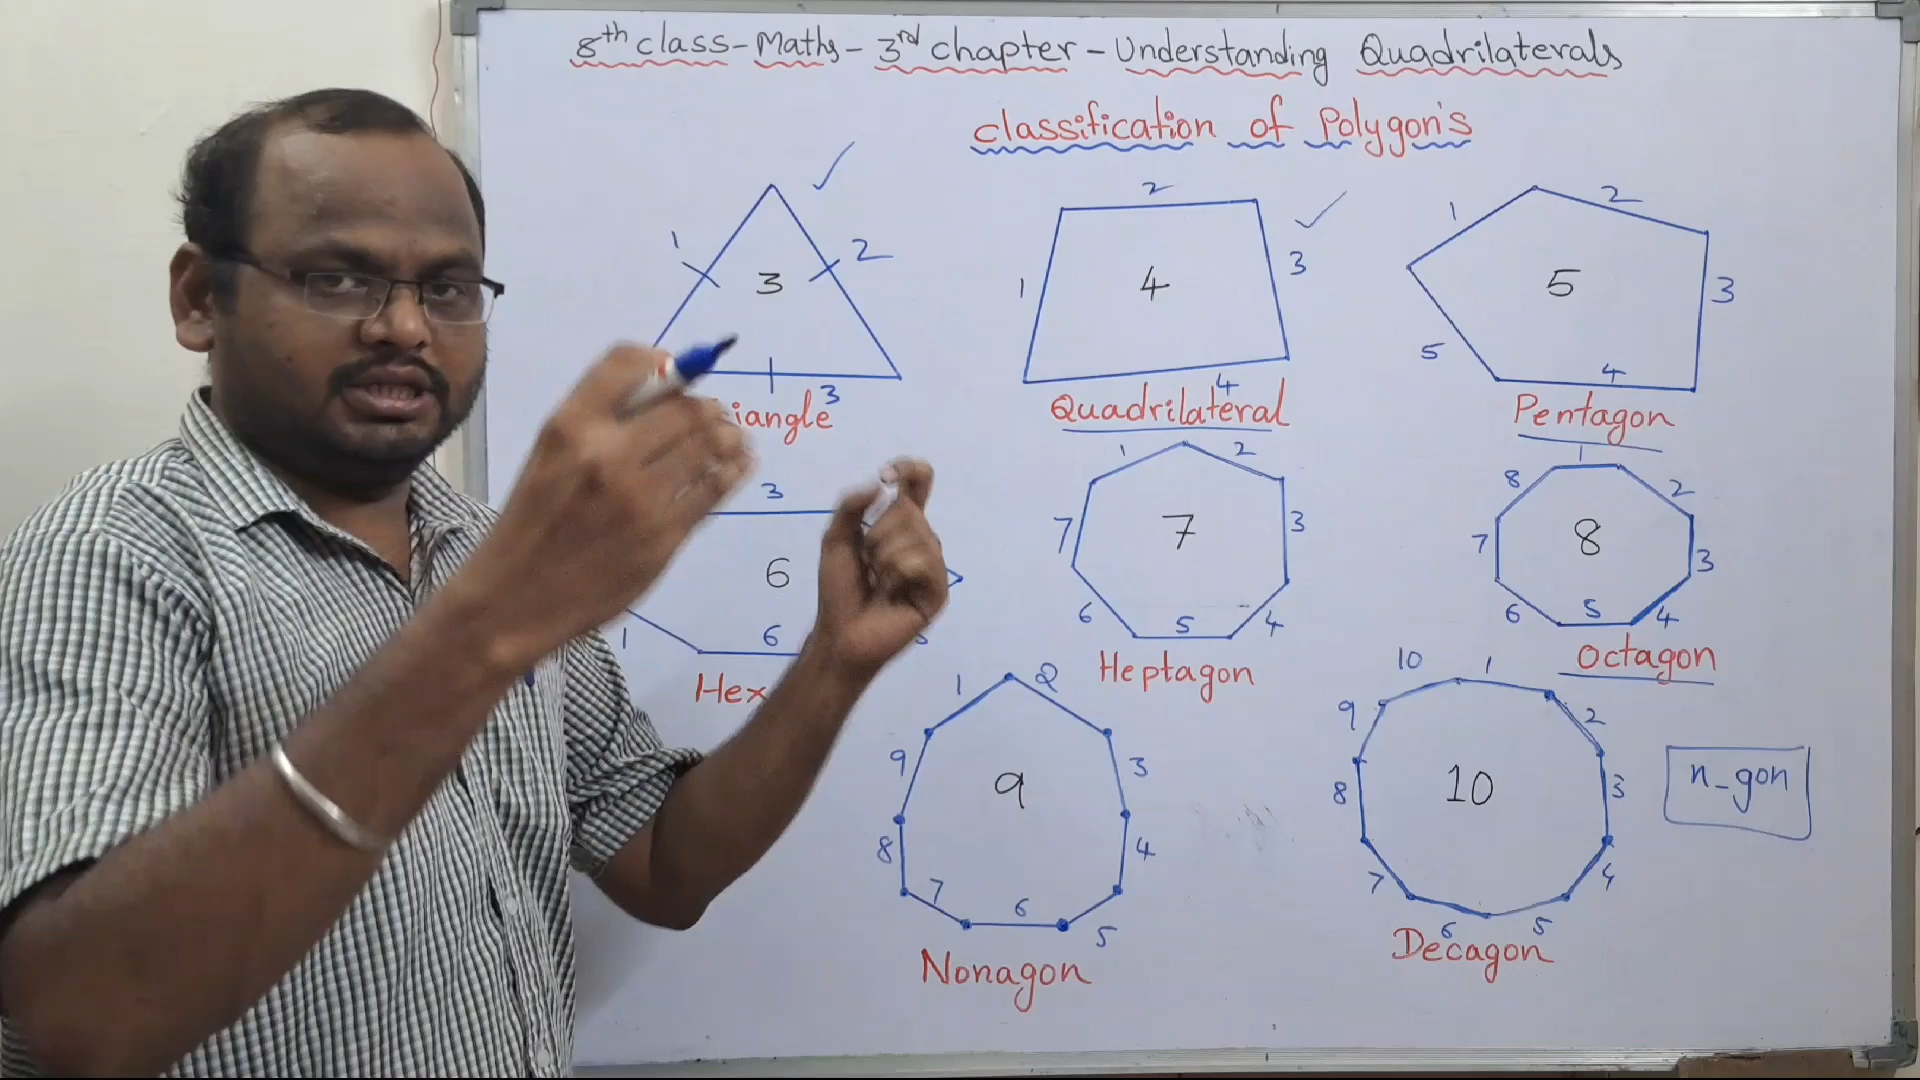 8th class - Maths - 3rd chapter - Understanding Quadrilaterals
classification of Polygon's
1 2 3 3
iangle
1 2 3 4 4
Quadrilateral
1 2 3 4 5 5
Pentagon
3 6 1 6
Hex
1 2 3 4 5 6 7 7
Heptagon
1 2 3 4 5 6 7 8 8
Octagon
1 2 3 4 5 6 7 8 9 9
Nonagon
1 2 3 4 5 6 7 8 9 10 10
Decagon
n-gon